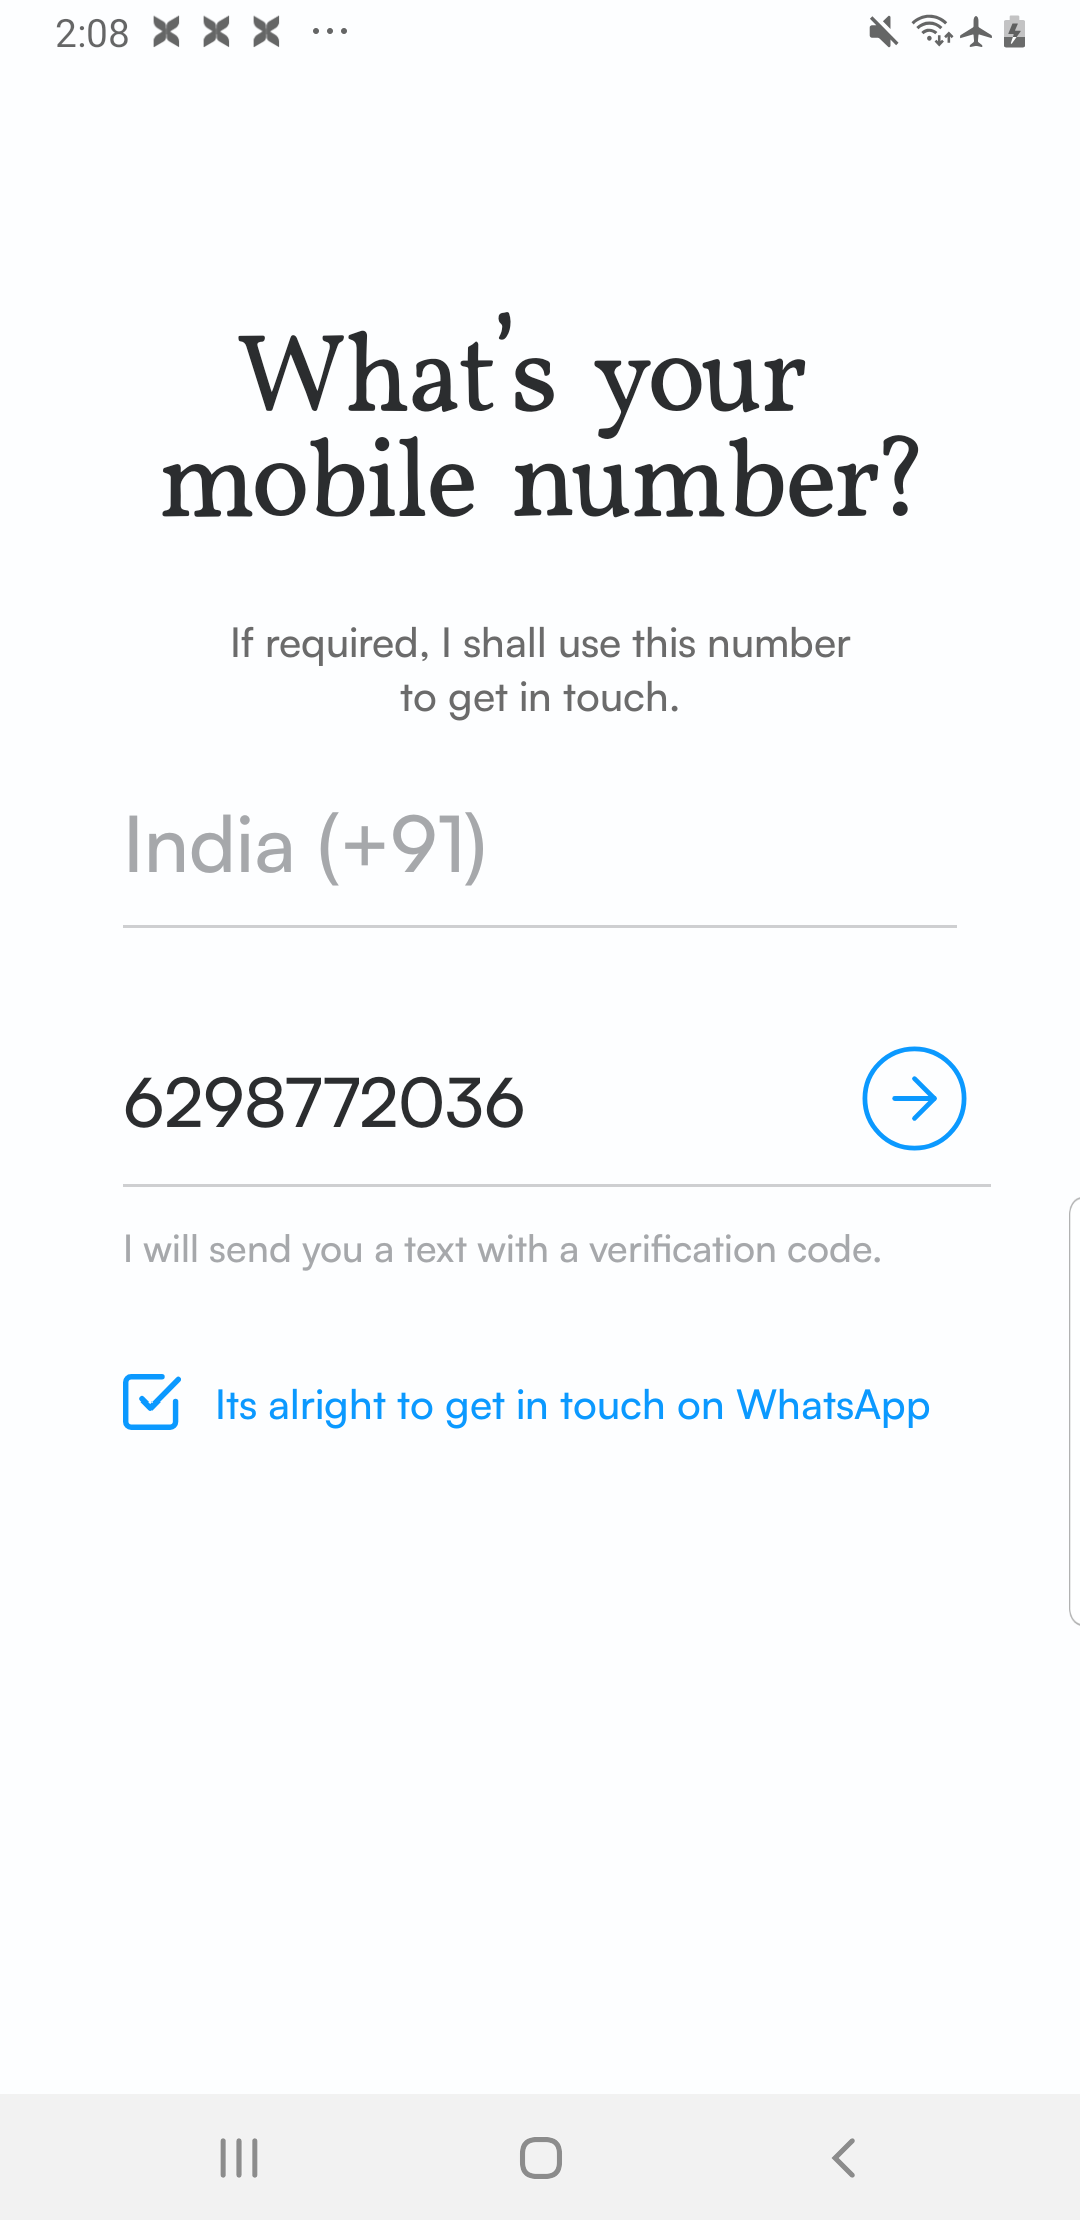 2:08
What's your
mobile number?
If required, I shall use this number
to get in touch.
India (+91)
6298772036
I will send you a text with a verification code.
Its alright to get in touch on WhatsApp